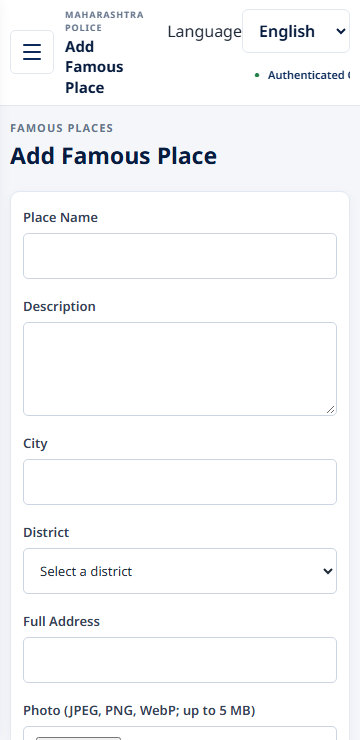 MAHARASHTRA
POLICE
Add
Famous
Place
Language
English
Authenticated
FAMOUS PLACES
Add Famous Place
Place Name
Description
City
District
Select a district
Full Address
Photo (JPEG, PNG, WebP; up to 5 MB)